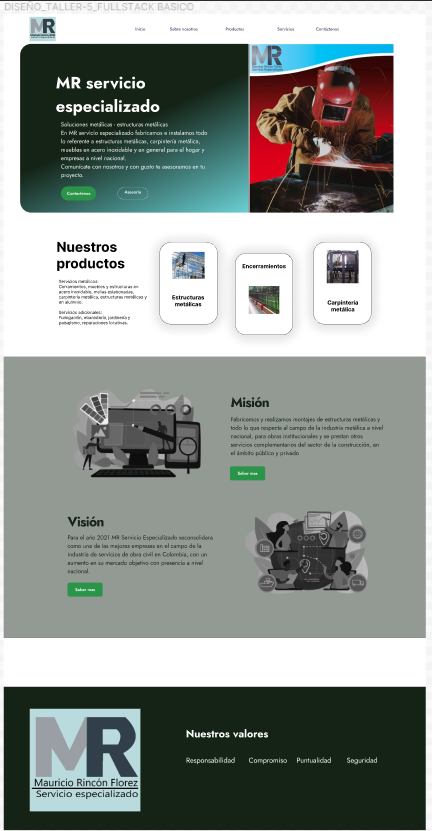 DISEÑO_TALLER-5_FULLSTACK BASICO
MR
Inicio
Sobre nosotros
Productos
Servicios
Contáctenos
MR servicio
especializado
Soluciones metálicas · estructuras metálicas
En MR servicio especializado fabricamos e instalamos todo
lo referente a estructuras metálicas, carpintería metálica,
muebles en acero inoxidable y en general para el hogar y
empresas a nivel nacional.
Comunícate con nosotros y con gusto te asesoramos en tu
proyecto.
Contactenos
Asesoría
MR
Nuestros
productos
Servicios metálicos:
Cerramientos, muebles y estructuras en
acero inoxidable, mallas eslabonadas,
carpintería metálica, estructuras metálicas y
en aluminio.
Servicios adicionales:
Fumigación, ebanistería, jardinería y
paisajismo, reparaciones locativas.
Estructuras
metálicas
Encerramientos
Carpintería
metálica
Misión
Fabricamos y realizamos montajes de estructuras metálicas y
todo lo que respecta al campo de la industria metálica a nivel
nacional, para obras institucionales y se prestan otros
servicios complementarios del sector de la construcción, en
el ámbito público y privado.
Saber mas
Visión
Para el año 2021 MR Servicio Especializado seconsolidara
como una de las mejores empresas en el campo de la
industria de servicios de obra civil en Colombia, con un
aumento en su mercado objetivo con presencia a nivel
nacional.
Saber mas
MR
Mauricio Rincón Florez
Servicio especializado
Nuestros valores
Responsabilidad
Compromiso
Puntualidad
Seguridad